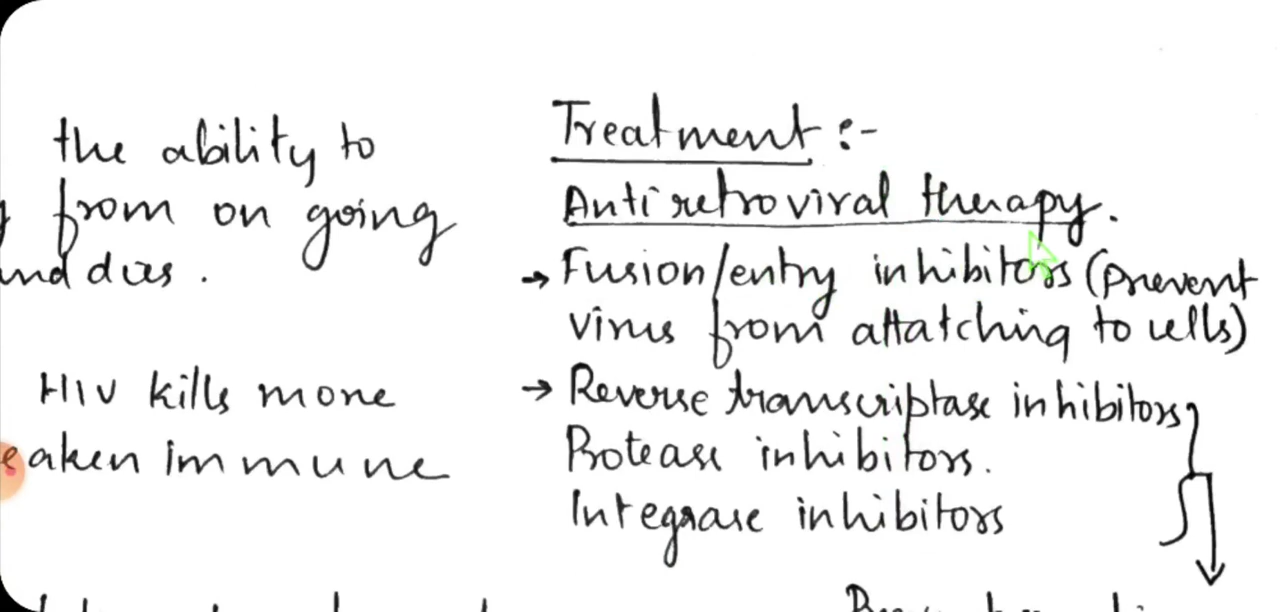 the ability to
from on going
and dies.
HIV kills more
eaken immune
Treatment :-
Antiretroviral therapy.
→ Fusion/entry inhibitors (prevent
virus from attatching to cells)
→ Reverse transcriptase inhibitors
Protease inhibitors.
Integrase inhibitors